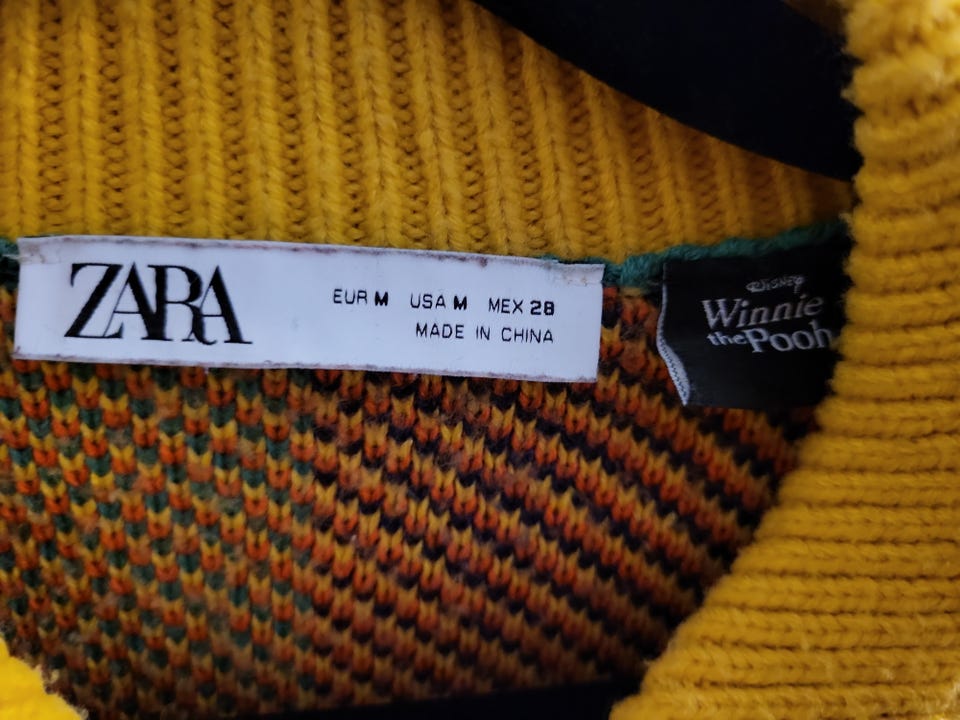 ZARA
EUR M USA M MEX 28
MADE IN CHINA
Disney
Winnie
the Pooh